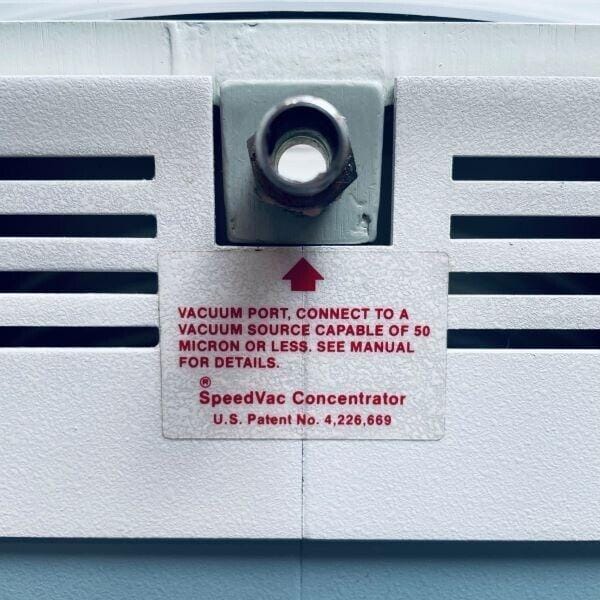 VACUUM PORT, CONNECT TO A
VACUUM SOURCE CAPABLE OF 50
MICRON OR LESS. SEE MANUAL
FOR DETAILS.
®
SpeedVac Concentrator
U.S. Patent No. 4,226,669